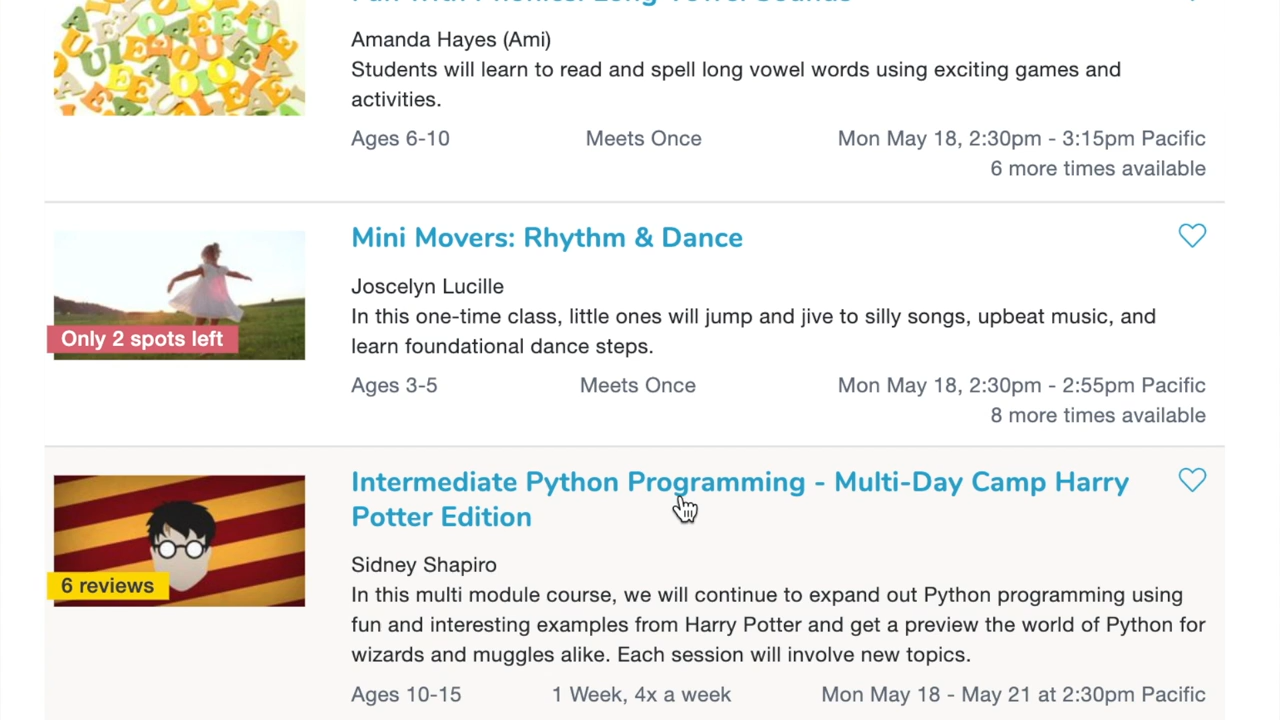 Fun with Phonics: Long Vowel Sounds
Amanda Hayes (Ami)
Students will learn to read and spell long vowel words using exciting games and
activities.
Ages 6-10 Meets Once Mon May 18, 2:30pm - 3:15pm Pacific
6 more times available
Mini Movers: Rhythm & Dance
Joscelyn Lucille
In this one-time class, little ones will jump and jive to silly songs, upbeat music, and
learn foundational dance steps.
Only 2 spots left
Ages 3-5 Meets Once Mon May 18, 2:30pm - 2:55pm Pacific
8 more times available
Intermediate Python Programming - Multi-Day Camp Harry
Potter Edition
Sidney Shapiro
6 reviews
In this multi module course, we will continue to expand out Python programming using
fun and interesting examples from Harry Potter and get a preview the world of Python for
wizards and muggles alike. Each session will involve new topics.
Ages 10-15 1 Week, 4x a week Mon May 18 - May 21 at 2:30pm Pacific